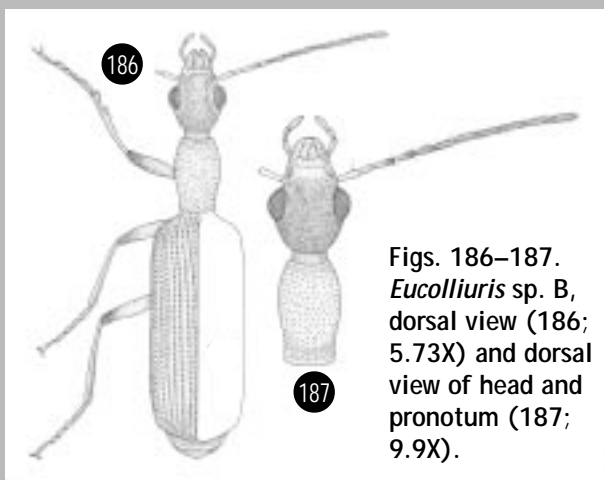 186
187
Figs. 186–187.
Eucolliuris sp. B,
dorsal view (186;
5.73X) and dorsal
view of head and
pronotum (187;
9.9X).